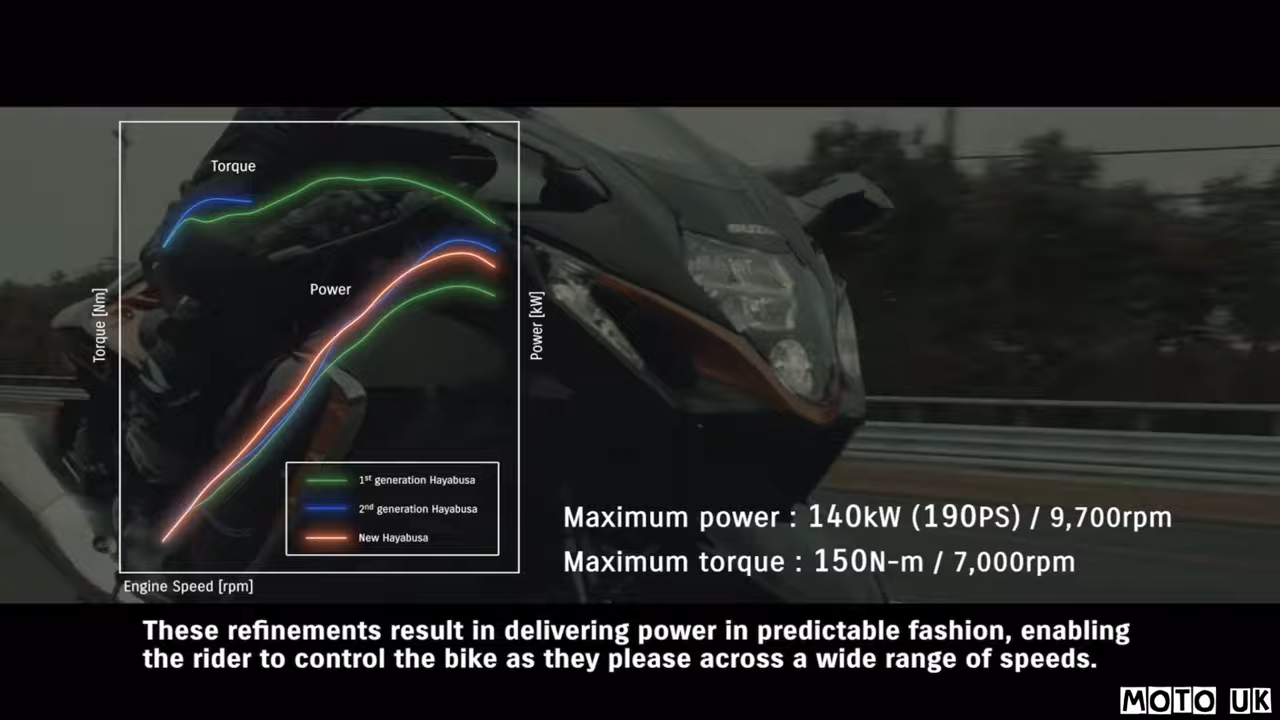 Torque
Power
Torque [Nm]
Power [kW]
SUZU
1st generation Hayabusa
2nd generation Hayabusa
New Hayabusa
Engine Speed [rpm]
Maximum power : 140kW (190PS) / 9,700rpm
Maximum torque : 150N-m / 7,000rpm
These refinements result in delivering power in predictable fashion, enabling
the rider to control the bike as they please across a wide range of speeds.
MOTO UK